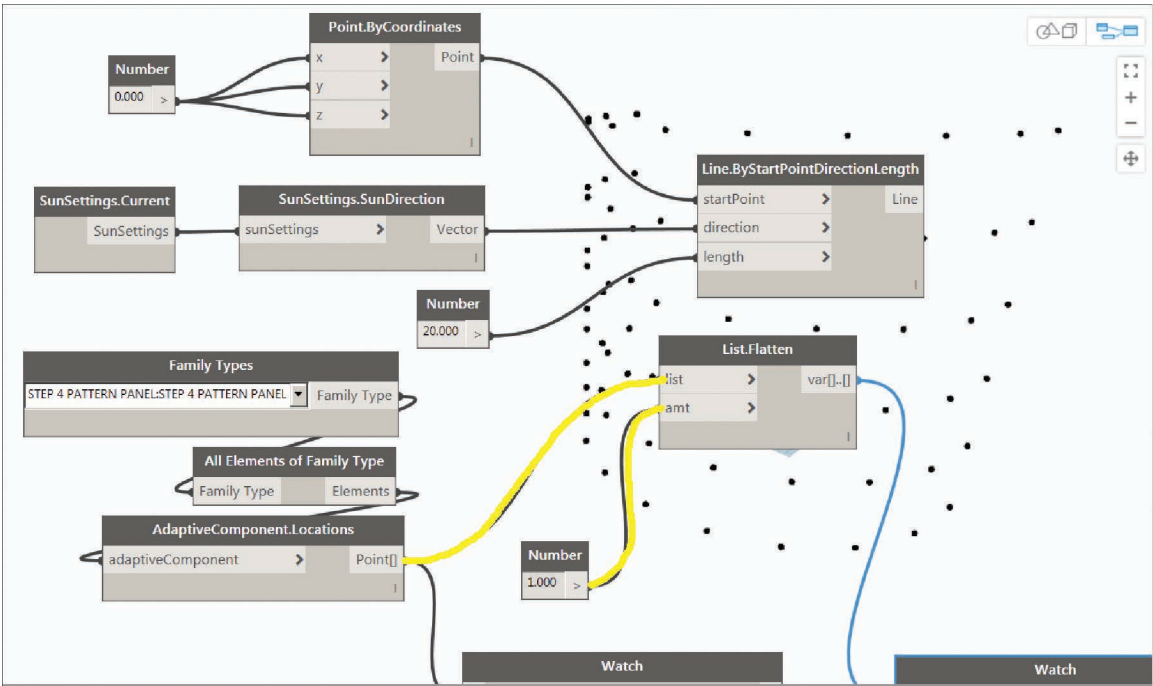 Point.ByCoordinates
x > Point
y >
z >
Number
0.000 >
Line.ByStartPointDirectionLength
startPoint > Line
direction >
length >
SunSettings.Current
SunSettings
SunSettings.SunDirection
sunSettings > Vector
Number
20.000 >
List.Flatten
list > var[]..[]
amt >
Family Types
STEP 4 PATTERN PANEL:STEP 4 PATTERN PANEL Family Type
All Elements of Family Type
Family Type Elements
AdaptiveComponent.Locations
adaptiveComponent > Point[]
Number
1.000 >
Watch
Watch